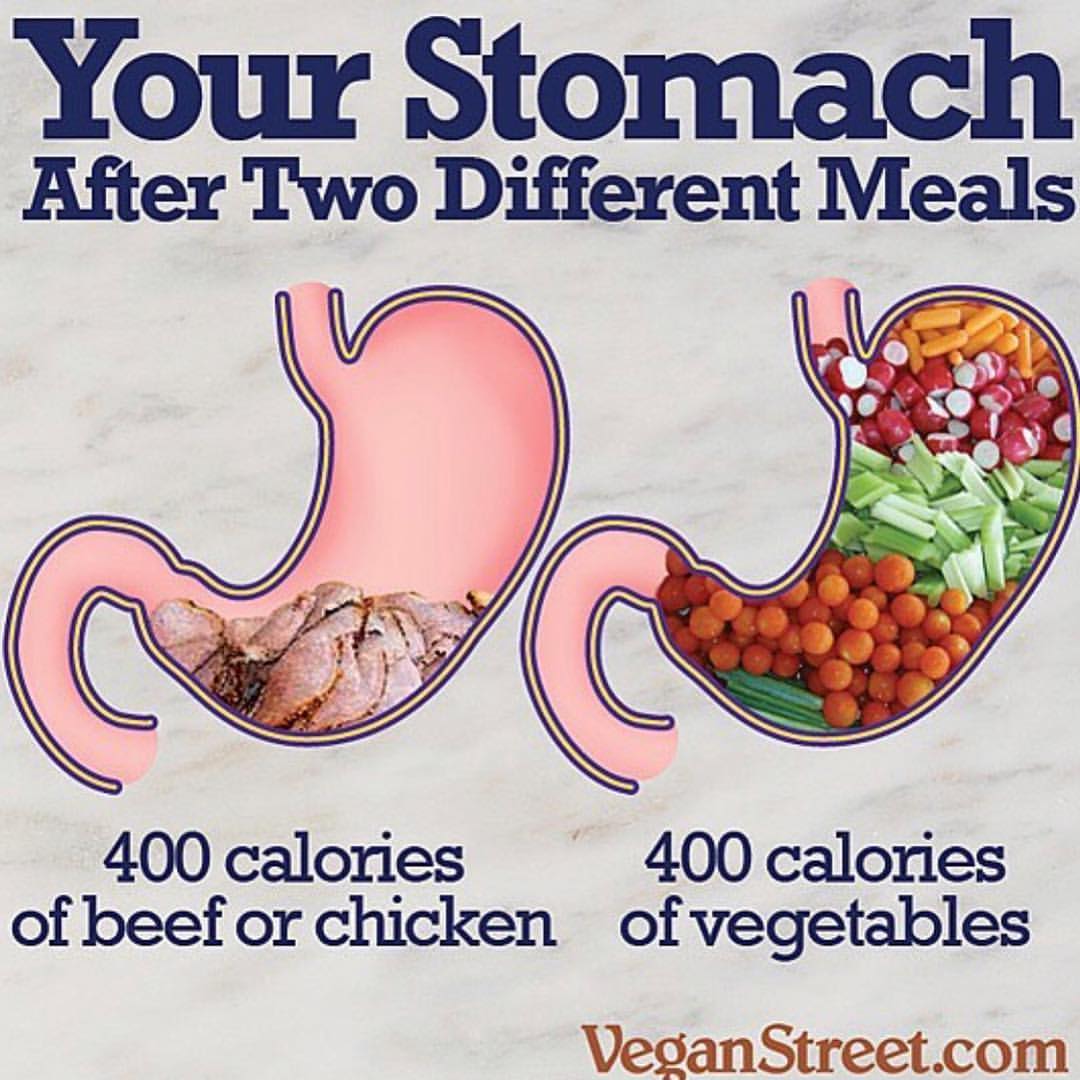 Your Stomach
After Two Different Meals
400 calories
of beef or chicken
400 calories
of vegetables
VeganStreet.com